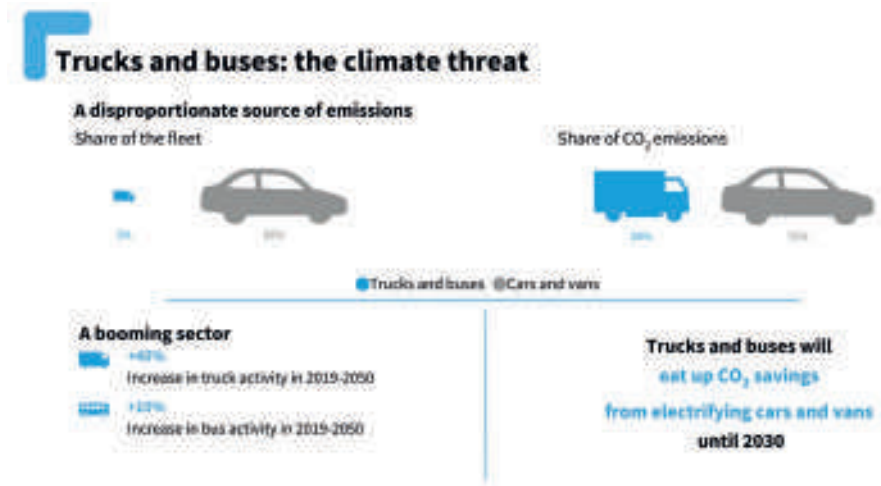 Trucks and buses: the climate threat
A disproportionate source of emissions
Share of the fleet
Share of CO₂ emissions
Trucks and buses Cars and vans
A booming sector
Increase in truck activity in 2019-2050
Increase in bus activity in 2019-2050
Trucks and buses will
eat up CO₂ savings
from electrifying cars and vans
until 2030